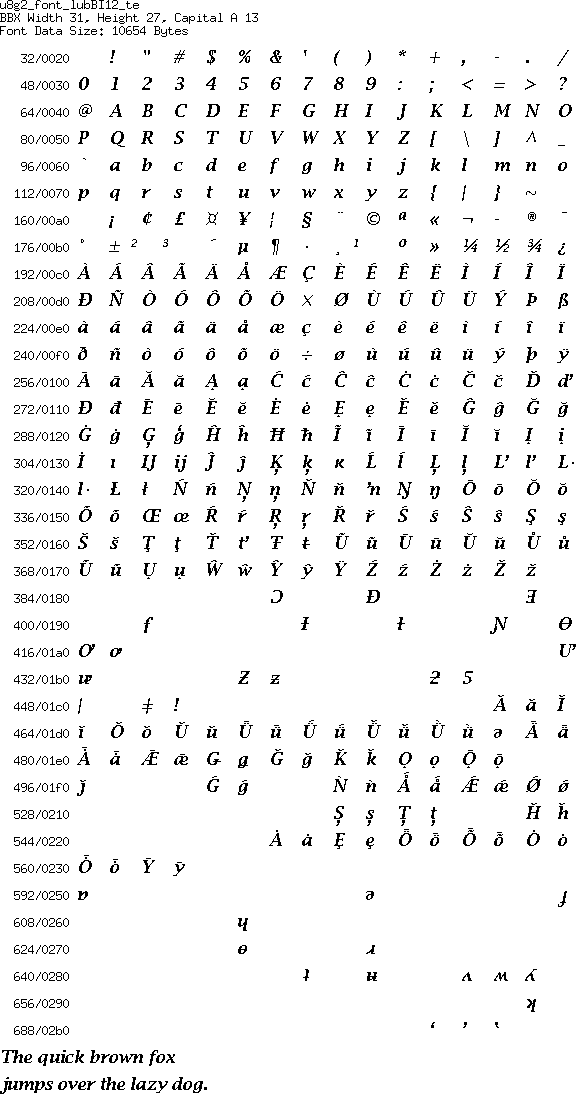 u8g2_font_lubBI12_te
BBX Width 31, Height 27, Capital A 13
Font Data Size: 10654 Bytes
32/0020 ! " # $ % & ' ( ) * + , - . /
48/0030 0 1 2 3 4 5 6 7 8 9 : ; < = > ?
64/0040 @ A B C D E F G H I J K L M N O
80/0050 P Q R S T U V W X Y Z [ \ ] ^ _
96/0060 ` a b c d e f g h i j k l m n o
112/0070 p q r s t u v w x y z { | } ~
160/00a0 ¡ ¢ £ ¤ ¥ ¦ § ¨ © ª « ¬ - ® ¯
176/00b0 ° ± ² ³ ´ µ ¶ · ¸ ¹ º » ¼ ½ ¾ ¿
192/00c0 À Á Â Ã Ä Å Æ Ç È É Ê Ë Ì Í Î Ï
208/00d0 Ð Ñ Ò Ó Ô Õ Ö × Ø Ù Ú Û Ü Ý Þ ß
224/00e0 à á â ã ä å æ ç è é ê ë ì í î ï
240/00f0 ð ñ ò ó ô õ ö ÷ ø ù ú û ü ý þ ÿ
256/0100 Ā ā Ă ă Ą ą Ć ć Ĉ ĉ Ċ ċ Č č Ď ď
272/0110 Đ đ Ē ē Ĕ ĕ Ė ė Ę ę Ě ě Ĝ ĝ Ğ ğ
288/0120 Ġ ġ Ģ ģ Ĥ ĥ Ħ ħ Ĩ ĩ Ī ī Ĭ ĭ Į į
304/0130 İ ı Ĳ ĳ Ĵ ĵ Ķ ķ ĸ Ĺ ĺ Ļ ļ Ľ ľ Ŀ
320/0140 ŀ Ł ł Ń ń Ņ ņ Ň ň ŉ Ŋ ŋ Ō ō Ŏ ŏ
336/0150 Ő ő Œ œ Ŕ ŕ Ŗ ŗ Ř ř Ś ś Ŝ ŝ Ş ş
352/0160 Š š Ţ ţ Ť ť Ŧ ŧ Ũ ũ Ū ū Ŭ ŭ Ů ů
368/0170 Ű ű Ų ų Ŵ ŵ Ŷ ŷ Ÿ Ź ź Ż ż Ž ž
384/0180 Ɔ Ɖ Ǝ
400/0190 ƒ Ɨ ƚ Ɲ Ɵ
416/01a0 Ơ ơ Ư
432/01b0 ư Ƶ ƶ ƻ 5
448/01c0 ǀ ǂ ǃ Ǎ ǎ Ǐ
464/01d0 ǐ Ǒ ǒ Ǔ ǔ Ǖ ǖ Ǘ ǘ Ǚ ǚ Ǜ ǜ ǝ Ǟ ǟ
480/01e0 Ǡ ǡ Ǣ ǣ Ǥ ǥ Ǧ ǧ Ǩ ǩ Ǫ ǫ Ǭ ǭ
496/01f0 ǰ Ǵ ǵ Ǹ ǹ Ǻ ǻ Ǽ ǽ Ǿ ǿ
528/0210 Ș ș Ț ț Ȟ ȟ
544/0220 Ȧ ȧ Ȩ ȩ Ȫ ȫ Ȭ ȭ Ȯ ȯ
560/0230 Ȱ ȱ Ȳ ȳ
592/0250 ɐ ə ɟ
608/0260 ɥ
624/0270 ɵ ɹ
640/0280 ʇ ʉ ʌ ʍ ʎ
656/0290 ʞ
688/02b0 ʻ ʼ ʽ
The quick brown fox
jumps over the lazy dog.